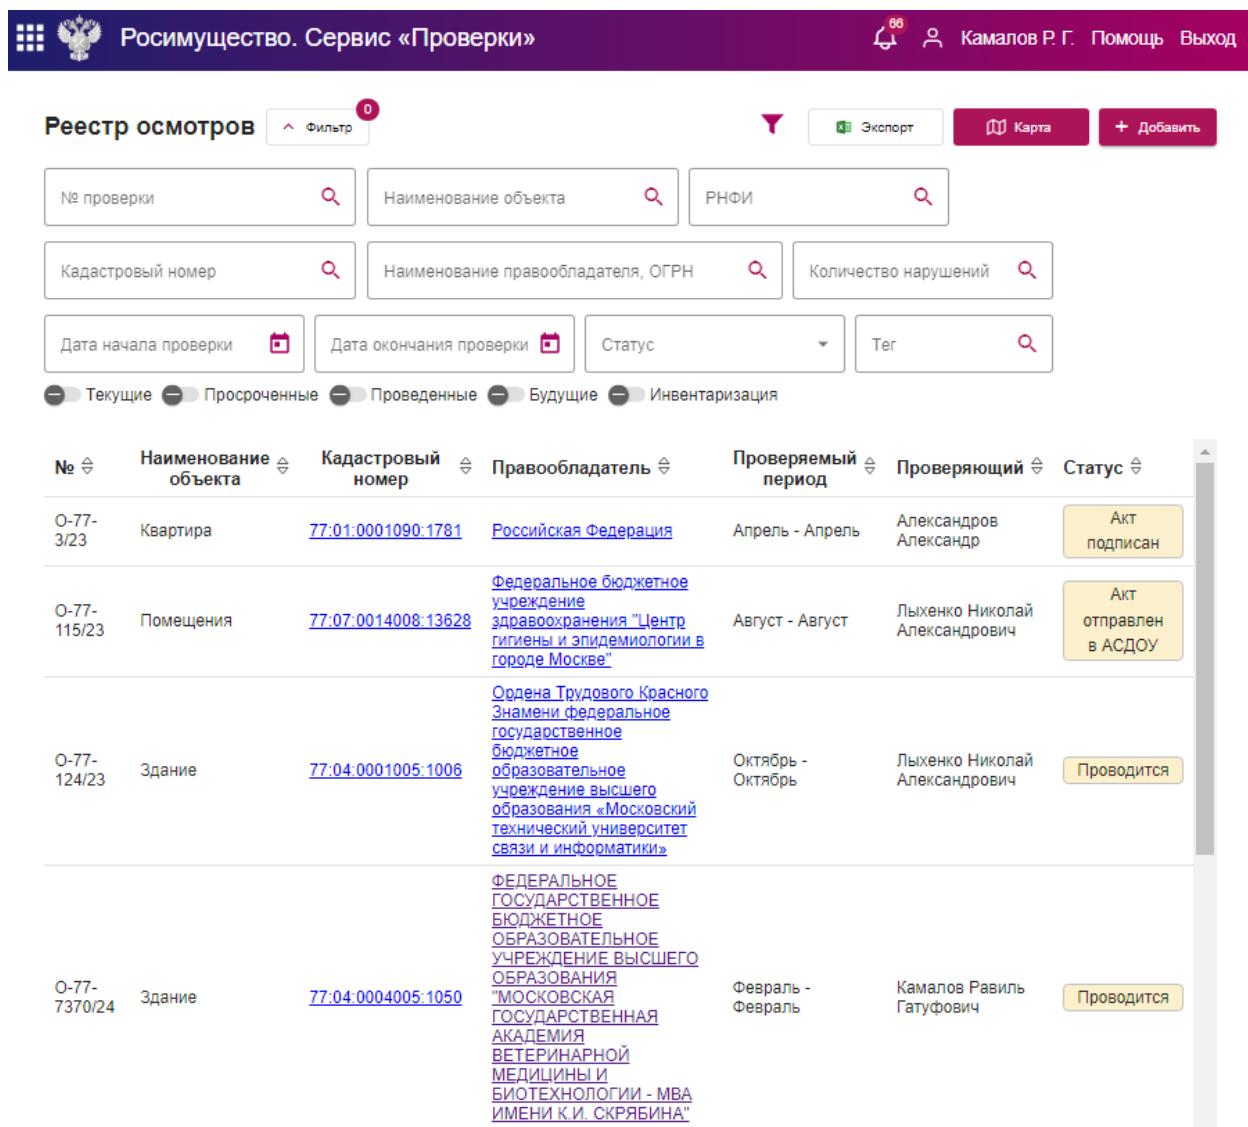 Росимущество. Сервис «Проверки»
66
Камалов Р. Г. Помощь Выход
Реестр осмотров
Фильтр
0
Экспорт
Карта
+ Добавить
№ проверки
Наименование объекта
РНФИ
Кадастровый номер
Наименование правообладателя, ОГРН
Количество нарушений
Дата начала проверки
Дата окончания проверки
Статус
Тег
Текущие Просроченные Проведенные Будущие Инвентаризация
№
Наименование
объекта
Кадастровый
номер
Правообладатель
Проверяемый
период
Проверяющий
Статус
О-77-
3/23
Квартира
77:01:0001090:1781
Российская Федерация
Апрель - Апрель
Александров
Александр
Акт
подписан
О-77-
115/23
Помещения
77:07:0014008:13628
Федеральное бюджетное
учреждение
здравоохранения "Центр
гигиены и эпидемиологии в
городе Москве"
Август - Август
Лыхенко Николай
Александрович
Акт
отправлен
в АСДОУ
О-77-
124/23
Здание
77:04:0001005:1006
Ордена Трудового Красного
Знамени федеральное
государственное
бюджетное
образовательное
учреждение высшего
образования «Московский
технический университет
связи и информатики»
Октябрь -
Октябрь
Лыхенко Николай
Александрович
Проводится
О-77-
7370/24
Здание
77:04:0004005:1050
ФЕДЕРАЛЬНОЕ
ГОСУДАРСТВЕННОЕ
БЮДЖЕТНОЕ
ОБРАЗОВАТЕЛЬНОЕ
УЧРЕЖДЕНИЕ ВЫСШЕГО
ОБРАЗОВАНИЯ
"МОСКОВСКАЯ
ГОСУДАРСТВЕННАЯ
АКАДЕМИЯ
ВЕТЕРИНАРНОЙ
МЕДИЦИНЫ И
БИОТЕХНОЛОГИИ - МВА
ИМЕНИ К.И. СКРЯБИНА"
Февраль -
Февраль
Камалов Равиль
Гатуфович
Проводится